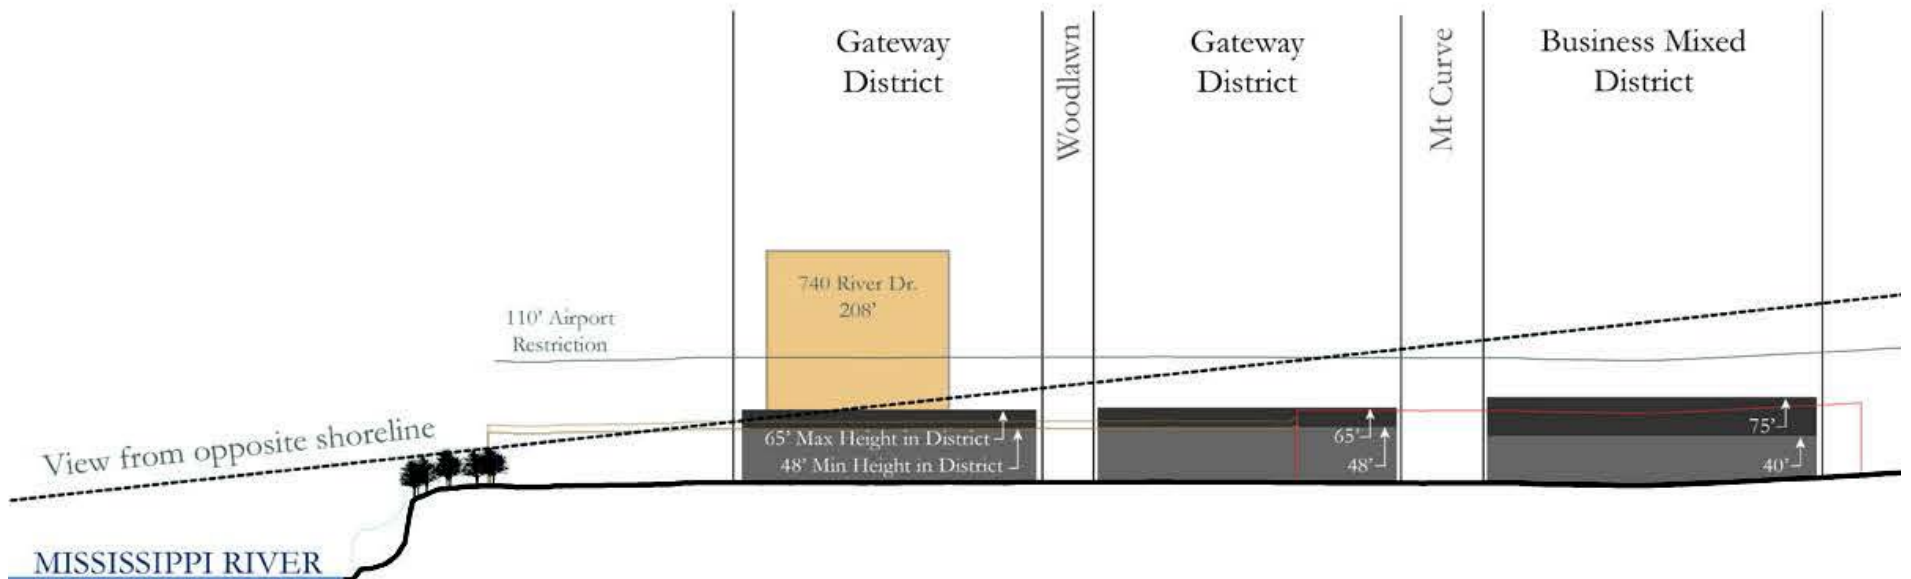 Gateway
District
Woodlawn
Gateway
District
Mt Curve
Business Mixed
District
740 River Dr.
208'
110' Airport
Restriction
View from opposite shoreline
65' Max Height in District
48' Min Height in District
65'
48'
75'
40'
MISSISSIPPI RIVER